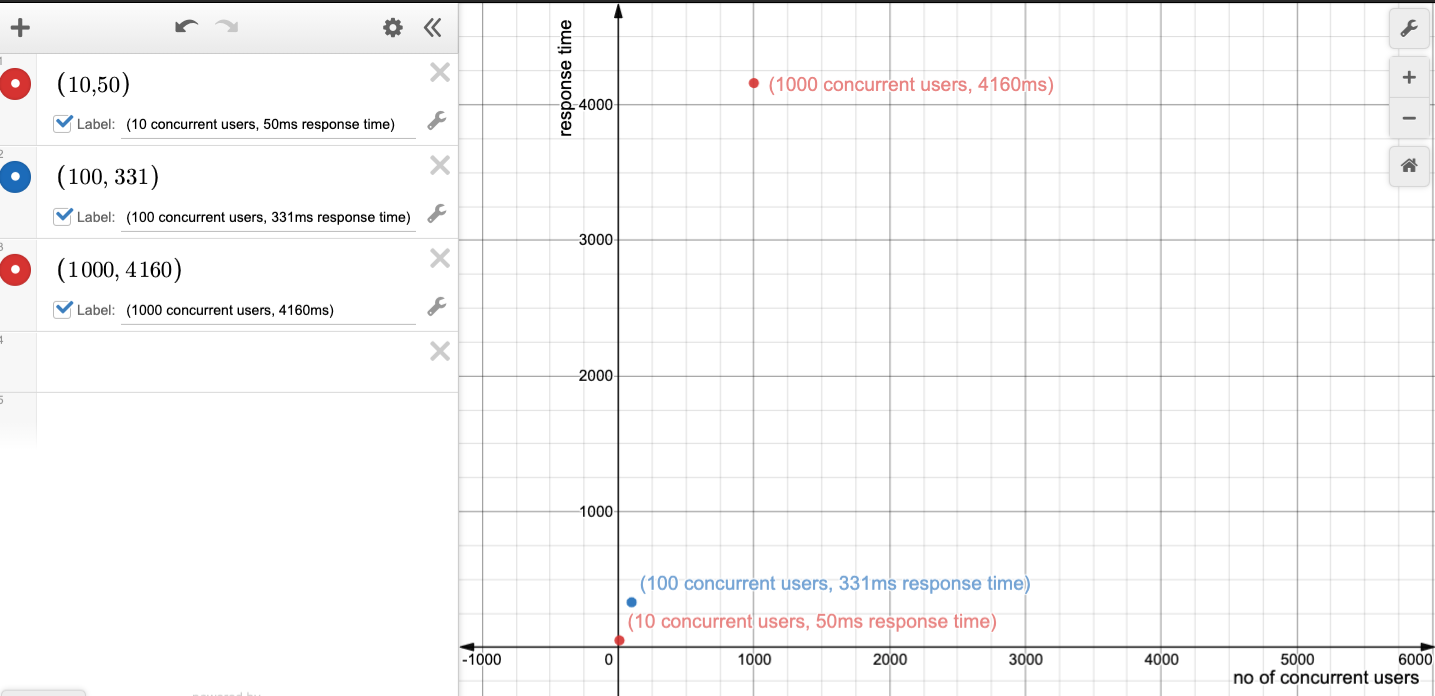 1
(10,50)
Label: (10 concurrent users, 50ms response time)
2
(100, 331)
Label: (100 concurrent users, 331ms response time)
3
(1000, 4160)
Label: (1000 concurrent users, 4160ms)
4
5
powered by
response time
4000
3000
2000
1000
(1000 concurrent users, 4160ms)
(100 concurrent users, 331ms response time)
(10 concurrent users, 50ms response time)
-1000 0 1000 2000 3000 4000 5000 6000
no of concurrent users